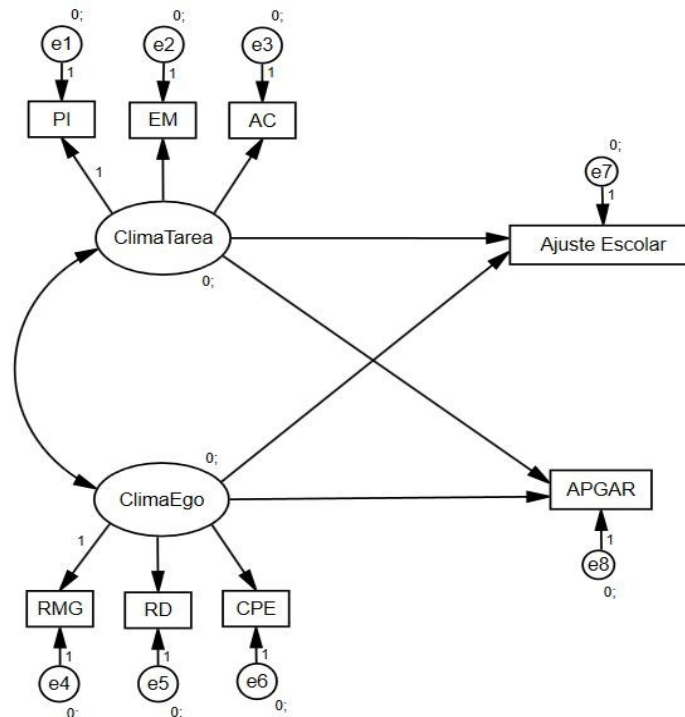 0; 0; 0;
e1 e2 e3
1 1 1
PI EM AC
1
0;
e7
1
ClimaTarea
Ajuste Escolar
0;
0;
ClimaEgo
APGAR
1
1
e8
0;
RMG RD CPE
1 1 1
e4 e5 e6
0; 0; 0;